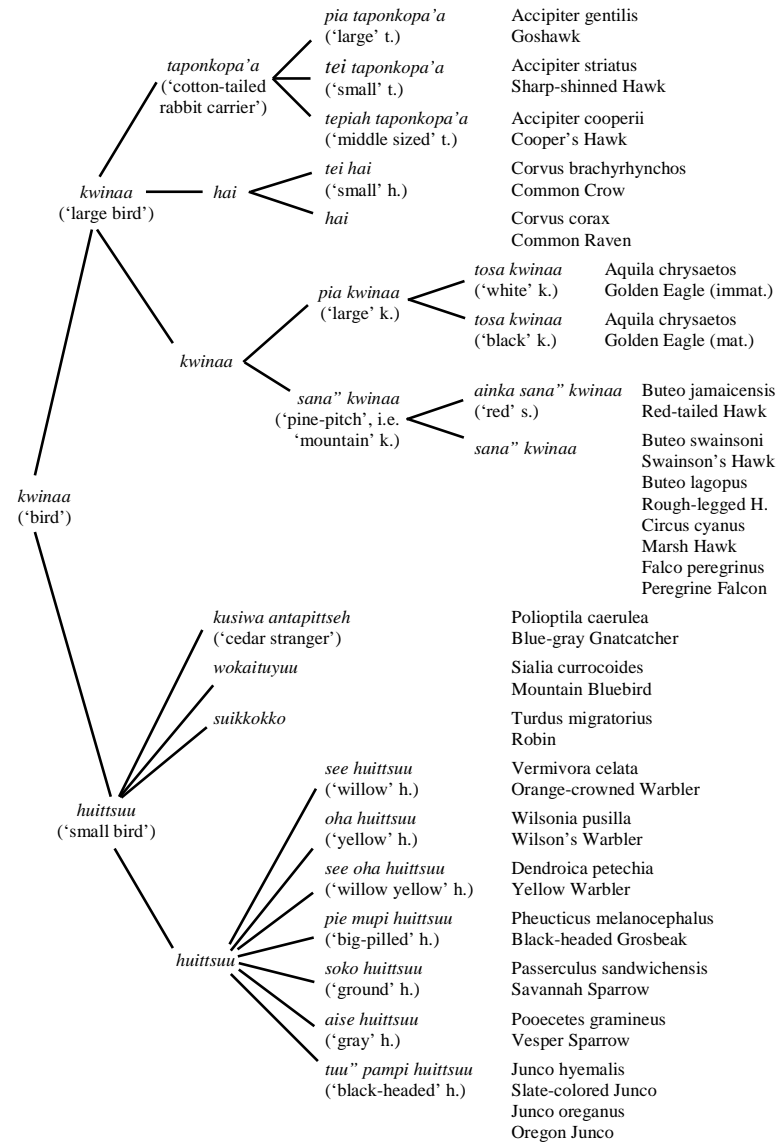 pia taponkopa’a Accipiter gentilis
(‘large’ t.) Goshawk
taponkopa’a
(‘cotton-tailed
rabbit carrier’)
tei taponkopa’a Accipiter striatus
(‘small’ t.) Sharp-shinned Hawk
tepiah taponkopa’a Accipiter cooperii
(‘middle sized’ t.) Cooper’s Hawk
kwinaa
(‘large bird’)
hai
tei hai Corvus brachyrhynchos
(‘small’ h.) Common Crow
hai Corvus corax
Common Raven
kwinaa
pia kwinaa
(‘large’ k.)
tosa kwinaa Aquila chrysaetos
(‘white’ k.) Golden Eagle (immat.)
tosa kwinaa Aquila chrysaetos
(‘black’ k.) Golden Eagle (mat.)
sana” kwinaa
(‘pine-pitch’, i.e.
‘mountain’ k.)
ainka sana” kwinaa Buteo jamaicensis
(‘red’ s.) Red-tailed Hawk
sana” kwinaa Buteo swainsoni
Swainson’s Hawk
Buteo lagopus
Rough-legged H.
Circus cyanus
Marsh Hawk
Falco peregrinus
Peregrine Falcon
kwinaa
(‘bird’)
kusiwa antapittseh Polioptila caerulea
(‘cedar stranger’) Blue-gray Gnatcatcher
wokaituyuu Sialia currocoides
Mountain Bluebird
suikkokko Turdus migratorius
Robin
huittsuu
(‘small bird’)
huittsuu
see huittsuu Vermivora celata
(‘willow’ h.) Orange-crowned Warbler
oha huittsuu Wilsonia pusilla
(‘yellow’ h.) Wilson’s Warbler
see oha huittsuu Dendroica petechia
(‘willow yellow’ h.) Yellow Warbler
pie mupi huittsuu Pheucticus melanocephalus
(‘big-pilled’ h.) Black-headed Grosbeak
soko huittsuu Passerculus sandwichensis
(‘ground’ h.) Savannah Sparrow
aise huittsuu Pooecetes gramineus
(‘gray’ h.) Vesper Sparrow
tuu” pampi huittsuu Junco hyemalis
(‘black-headed’ h.) Slate-colored Junco
Junco oreganus
Oregon Junco